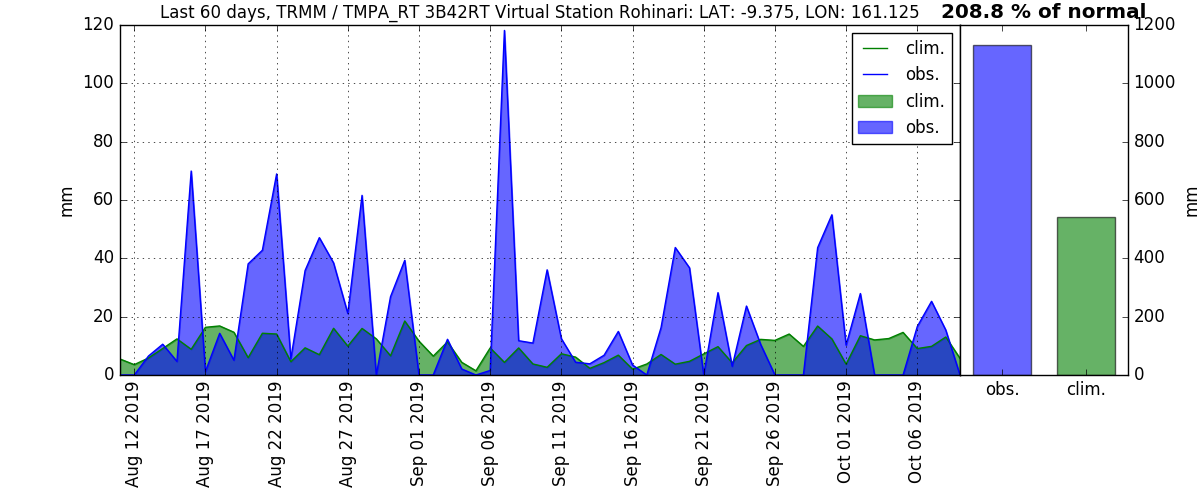 Last 60 days, TRMM / TMPA_RT 3B42RT Virtual Station Rohinari: LAT: -9.375, LON: 161.125
208.8 % of normal
120
100
80
60
40
20
0
mm
clim.
obs.
clim.
obs.
1200
1000
800
600
400
200
0
mm
Aug 12 2019
Aug 17 2019
Aug 22 2019
Aug 27 2019
Sep 01 2019
Sep 06 2019
Sep 11 2019
Sep 16 2019
Sep 21 2019
Sep 26 2019
Oct 01 2019
Oct 06 2019
obs.
clim.